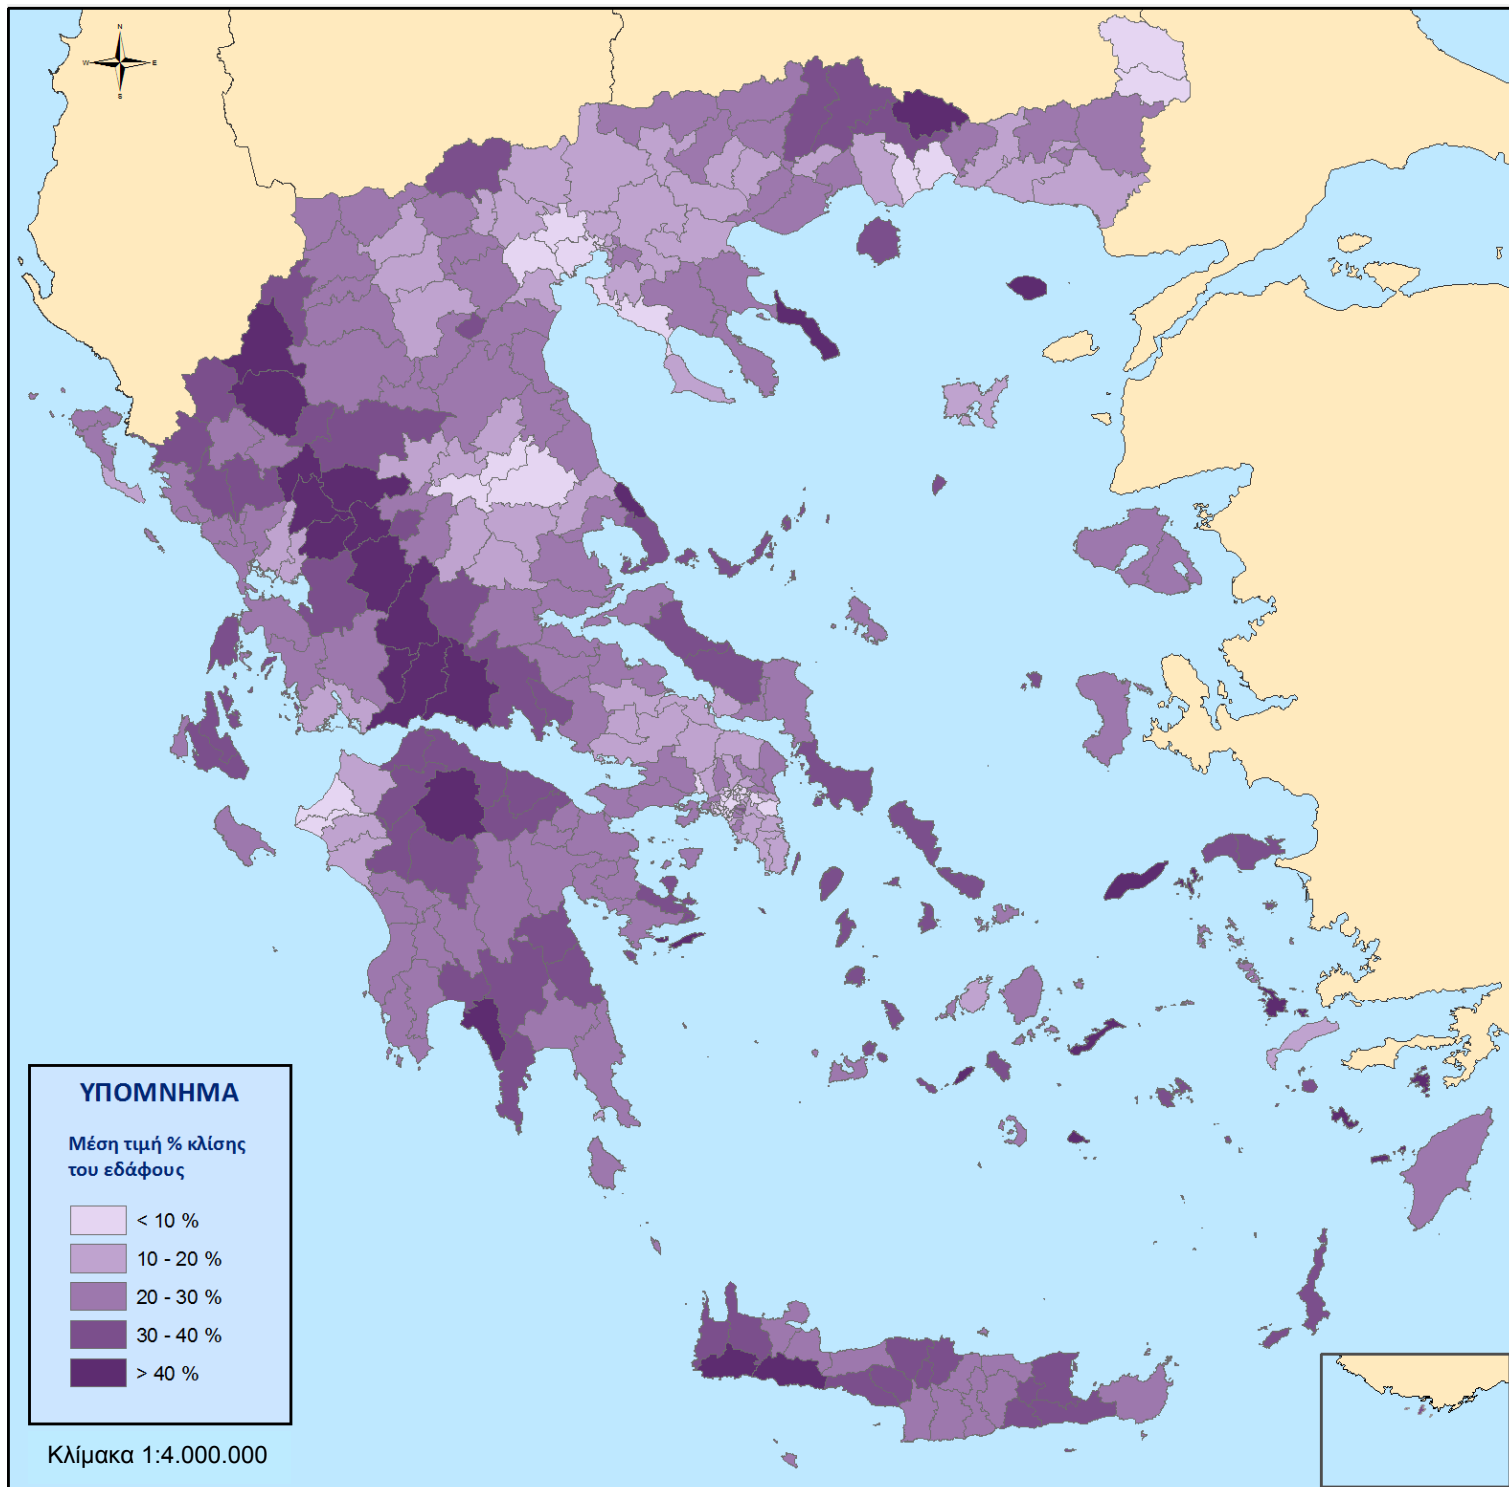 N
W
E
S
ΥΠΟΜΝΗΜΑ
Μέση τιμή % κλίσης
του εδάφους
< 10 %
10 - 20 %
20 - 30 %
30 - 40 %
> 40 %
Κλίμακα 1:4.000.000